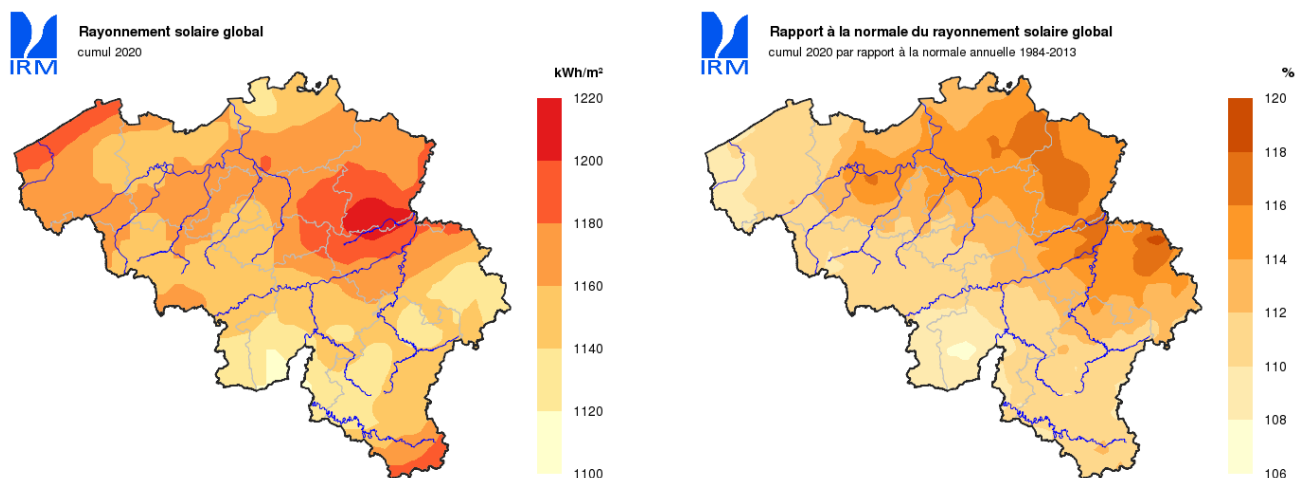 IRM
Rayonnement solaire global
cumul 2020
kWh/m²
1220
1200
1180
1160
1140
1120
1100
IRM
Rapport à la normale du rayonnement solaire global
cumul 2020 par rapport à la normale annuelle 1984-2013
%
120
118
116
114
112
110
108
106